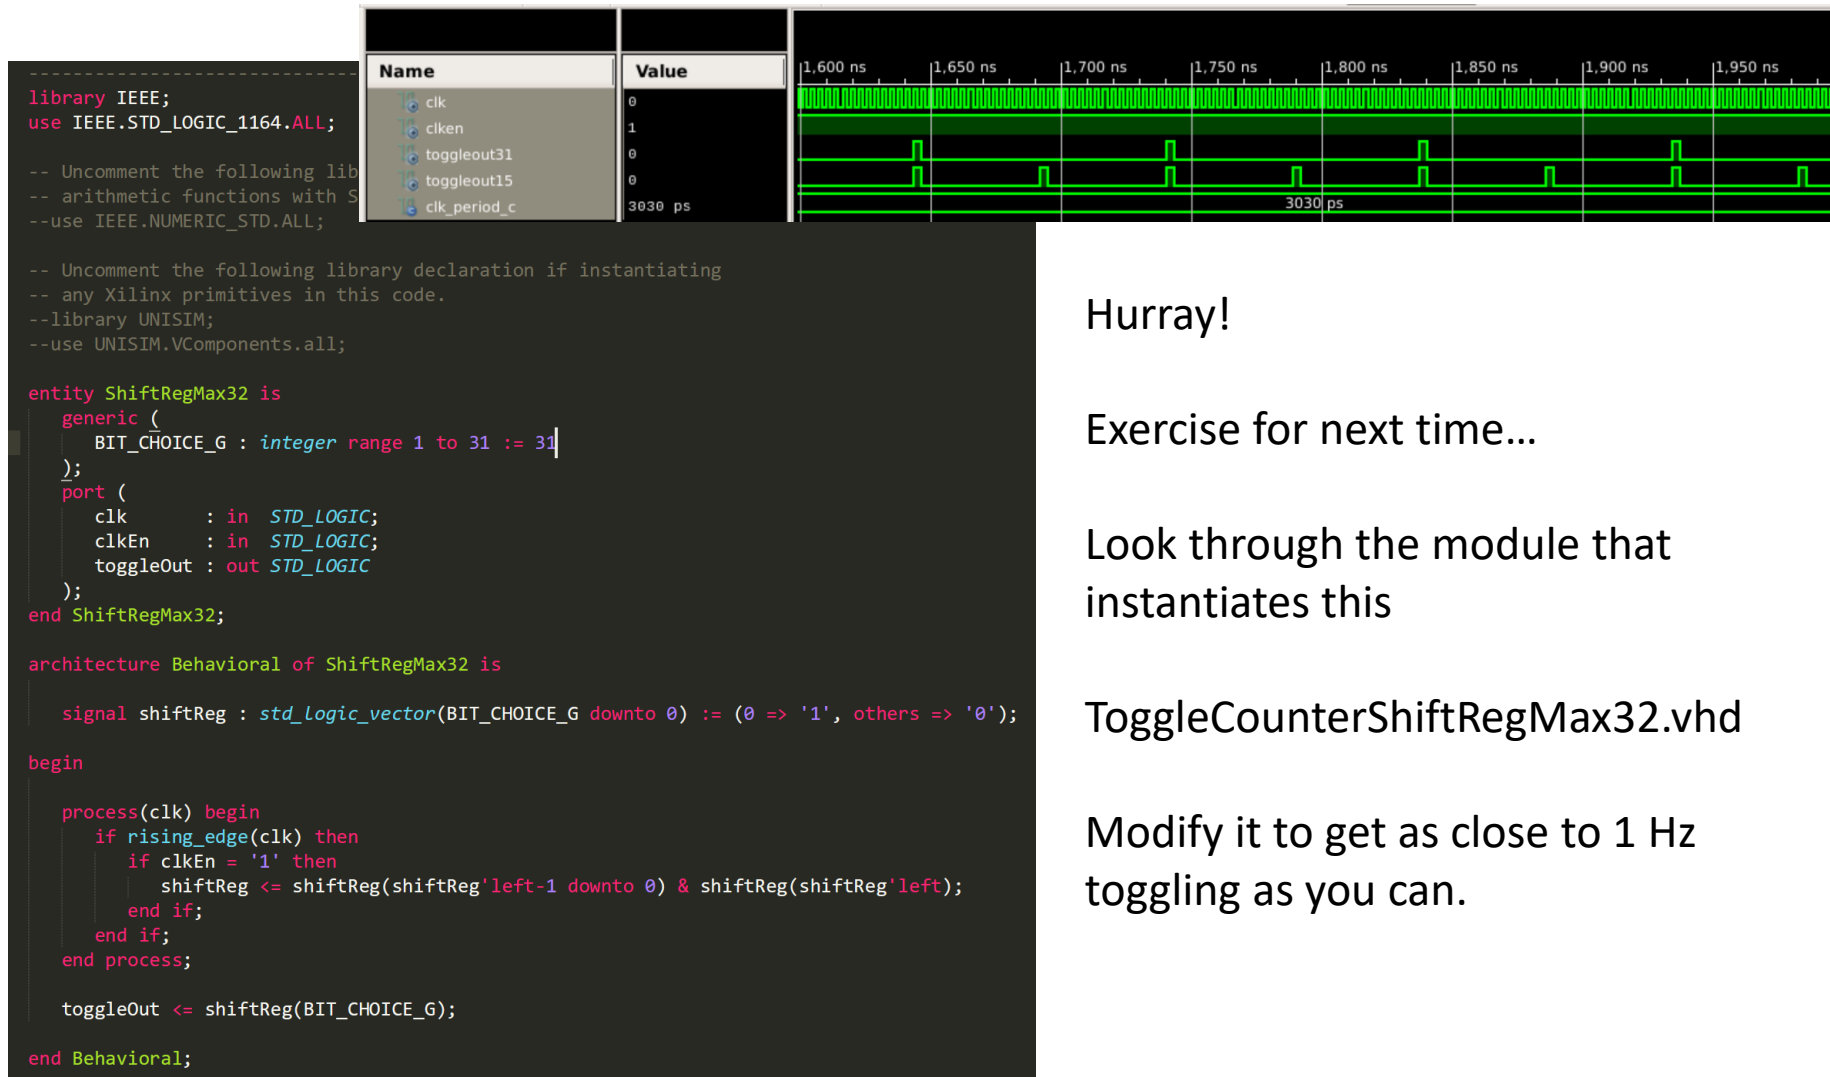 Name
Value
1,600 ns
1,650 ns
1,700 ns
1,750 ns
1,800 ns
1,850 ns
1,900 ns
1,950 ns
clk
0
clken
1
toggleout31
0
toggleout15
0
clk_period_c
3030 ps
3030 ps
------------------------------
library IEEE;
use IEEE.STD_LOGIC_1164.ALL;
-- Uncomment the following lib
-- arithmetic functions with S
--use IEEE.NUMERIC_STD.ALL;
-- Uncomment the following library declaration if instantiating
-- any Xilinx primitives in this code.
--library UNISIM;
--use UNISIM.VComponents.all;
entity ShiftRegMax32 is
generic (
BIT_CHOICE_G : integer range 1 to 31 := 31
);
port (
clk : in STD_LOGIC;
clkEn : in STD_LOGIC;
toggleOut : out STD_LOGIC
);
end ShiftRegMax32;
architecture Behavioral of ShiftRegMax32 is
signal shiftReg : std_logic_vector(BIT_CHOICE_G downto 0) := (0 => '1', others => '0');
begin
process(clk) begin
if rising_edge(clk) then
if clkEn = '1' then
shiftReg <= shiftReg(shiftReg'left-1 downto 0) & shiftReg(shiftReg'left);
end if;
end if;
end process;
toggleOut <= shiftReg(BIT_CHOICE_G);
end Behavioral;
Hurray!
Exercise for next time…
Look through the module that
instantiates this
ToggleCounterShiftRegMax32.vhd
Modify it to get as close to 1 Hz
toggling as you can.